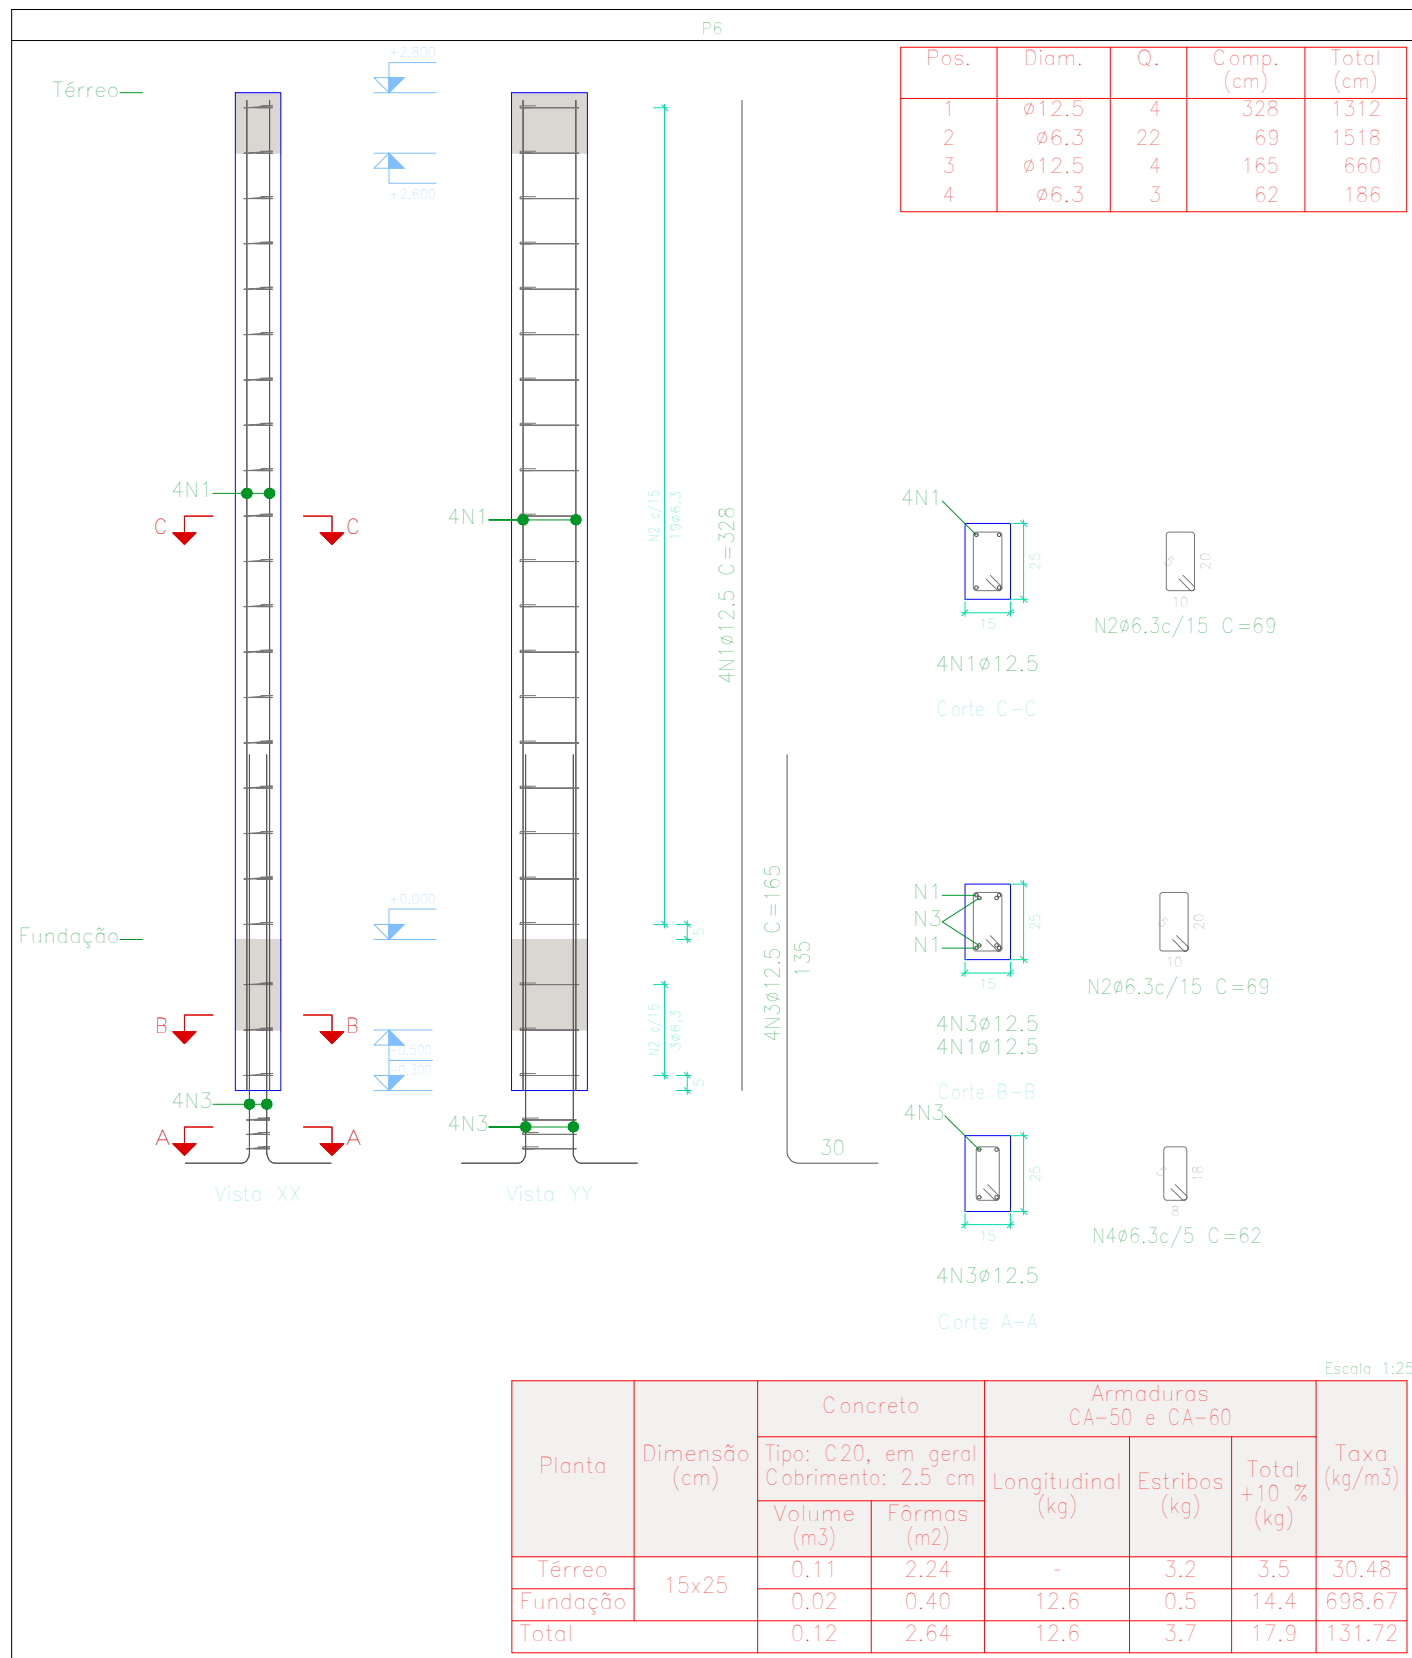 P6
Pos. Diam. Q. Comp. (cm) Total (cm)
1 ø12.5 4 328 1312
2 ø6.3 22 69 1518
3 ø12.5 4 165 660
4 ø6.3 3 62 186
+2,800
Térreo
+2,600
4N1
C C
4N1
N2 c/15
19ø6.3
4N1ø12.5 C=328
4N1
25
15
4N1ø12.5
Corte C-C
5
20
10
N2ø6.3c/15 C=69
+0,000
Fundação
5
B B
-0,500
-0,300
N2 c/15
3ø6.3
5
4N3ø12.5 C=165
135
30
N1
N3
N1
25
15
4N3ø12.5
4N1ø12.5
Corte B-B
5
20
10
N2ø6.3c/15 C=69
4N3
A A
4N3
Vista XX
Vista YY
4N3
25
15
4N3ø12.5
Corte A-A
5
18
8
N4ø6.3c/5 C=62
Escala 1:25
Planta
Dimensão
(cm)
Concreto
Tipo: C20, em geral
Cobrimento: 2.5 cm
Volume
(m3)
Fôrmas
(m2)
Armaduras
CA-50 e CA-60
Longitudinal
(kg)
Estribos
(kg)
Total
+10 %
(kg)
Taxa
(kg/m3)
Térreo 15x25 0.11 2.24 - 3.2 3.5 30.48
Fundação 0.02 0.40 12.6 0.5 14.4 698.67
Total 0.12 2.64 12.6 3.7 17.9 131.72